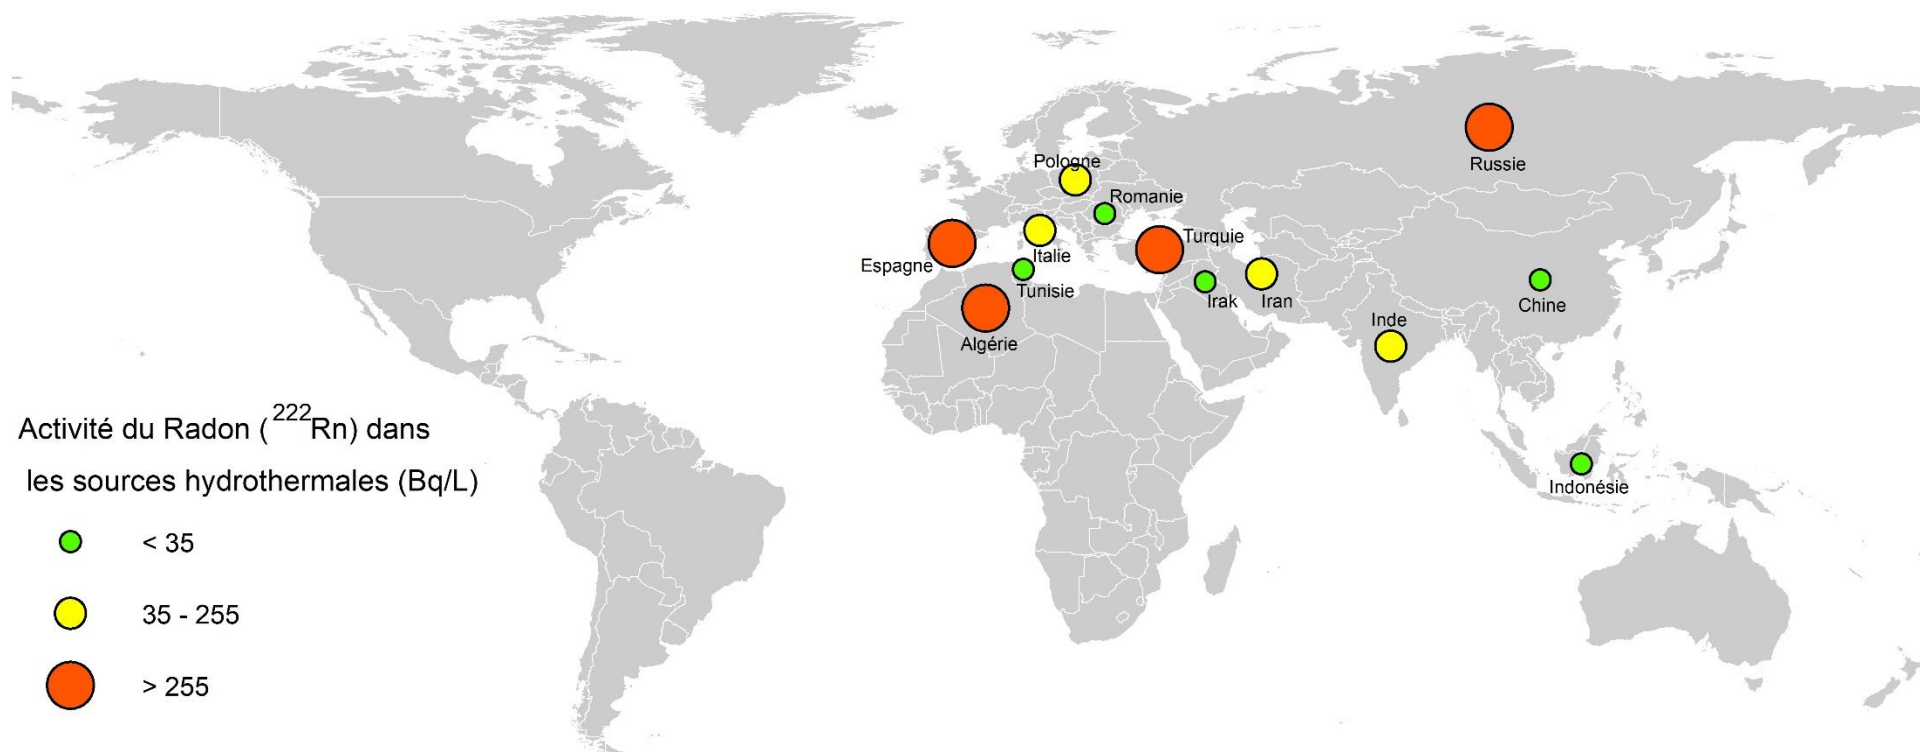 Pologne
Russie
Romanie
Turquie
Espagne
Italie
Tunisie
Irak
Iran
Chine
Inde
Algérie
Indonésie
Activité du Radon ( ²²²Rn) dans
les sources hydrothermales (Bq/L)
< 35
35 - 255
> 255